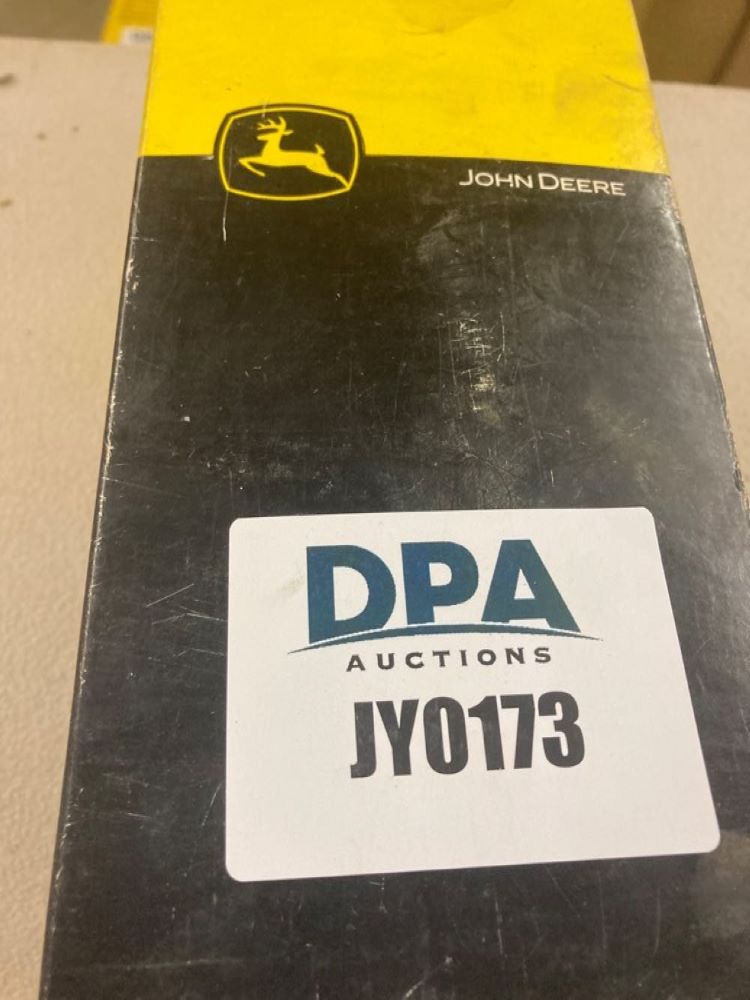 JOHN DEERE
DPA
AUCTIONS
JY0173